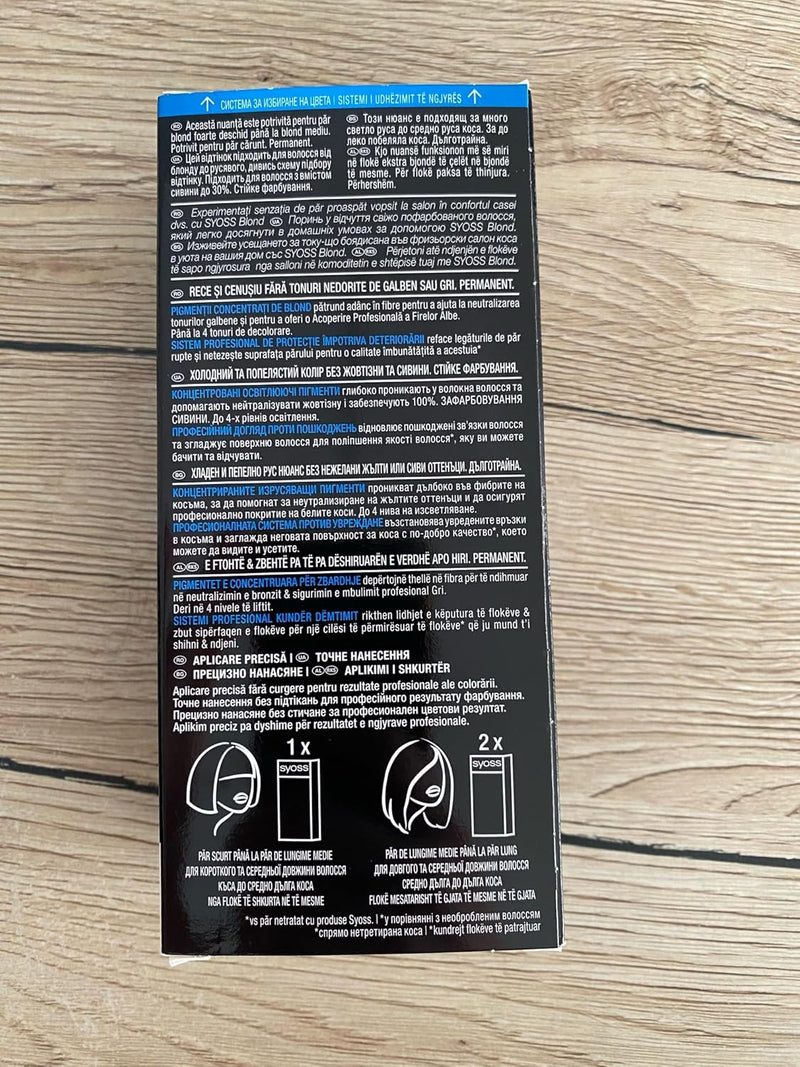 СИСТЕМА ЗА ИЗБИРАНЕ НА ЦВЕТА | SISTEMI I UDHËZIMIT TË NGJYRËS
RO Această nuanță este potrivită pentru păr
blond foarte deschid până la blond mediu.
Potrivit pentru păr cărunt. Permanent.
UA Цей відтінок підходить для волосся від
блонду до русявого, дивись схему підбору
відтінку. Підходить для волосся з вмістом
сивини до 30%. Стійке фарбування.
BG Този нюанс е подходящ за много
светло руса до средно руса коса. За до
леко побеляла коса. Дълготрайна.
AL RKS Kjo nuansë funksionon më së miri
në flokë ekstra bjondë të çelët në bjondë
të mesme. Për flokë paksa të thinjura.
Përhershëm.
RO Experimentați senzația de păr proaspăt vopsit la salon în confortul casei
dvs. cu SYOSS Blond UA Поринь у відчуття свіжо пофарбованого волосся,
який легко досягнути в домашніх умовах за допомогою SYOSS Blond.
BG Изживейте усещането за току-що боядисана във фризьорски салон коса
в уюта на вашия дом със SYOSS Blond. AL RKS Përjetoni atë ndjenjën e flokëve
të sapo ngjyrosura nga salloni në komoditetin e shtëpisë tuaj me SYOSS Blond.
RO RECE ȘI CENUȘIU FĂRĂ TONURI NEDORITE DE GALBEN SAU GRI. PERMANENT.
PIGMENȚII CONCENTRAȚI DE BLOND pătrund adânc în fibre pentru a ajuta la neutralizarea
tonurilor galbene și pentru a oferi o Acoperire Profesională a Firelor Albe.
Până la 4 tonuri de decolorare.
SISTEM PROFESIONAL DE PROTECȚIE ÎMPOTRIVA DETERIORĂRII reface legăturile de păr
rupte și netezește suprafața părului pentru o calitate îmbunătățită a acestuia*
UA ХОЛОДНИЙ ТА ПОПЕЛЯСТИЙ КОЛІР БЕЗ ЖОВТИЗНИ ТА СИВИНИ. СТІЙКЕ ФАРБУВАННЯ.
КОНЦЕНТРОВАНІ ОСВІТЛЮЮЧІ ПІГМЕНТИ глибоко проникають у волокна волосся та
допомагають нейтралізувати жовтизну і забезпечують 100%. ЗАФАРБОВУВАННЯ
СИВИНИ. До 4-х рівнів освітлення.
ПРОФЕСІЙНИЙ ДОГЛЯД ПРОТИ ПОШКОДЖЕНЬ відновлює пошкоджені зв'язки волосся
та згладжує поверхню волосся для поліпшення якості волосся*, яку ви можете
бачити та відчувати.
BG ХЛАДЕН И ПЕПЕЛНО РУС НЮАНС БЕЗ НЕЖЕЛАНИ ЖЪЛТИ ИЛИ СИВИ ОТТЕНЪЦИ. ДЪЛГОТРАЙНА.
КОНЦЕНТРИРАНИТЕ ИЗРУСЯВАЩИ ПИГМЕНТИ проникват дълбоко във фибрите на
косъма, за да помогнат за неутрализиране на жълтите оттенъци и да осигурят
професионално покритие на белите коси. До 4 нива на изсветляване.
ПРОФЕСИОНАЛНАТА СИСТЕМА ПРОТИВ УВРЕЖДАНЕ възстановява увредените връзки
в косъма и заглажда неговата повърхност за коса с по-добро качество*, което
можете да видите и усетите.
AL RKS E FTOHTË & ZBEHTË PA TË PA DËSHIRUARËN E VERDHË APO HIRI. PERMANENT.
PIGMENTET E CONCENTRUARA PËR ZBARDHJE depërtojnë thellë në fibra për të ndihmuar
në neutralizimin e bronzit & sigurimin e mbulimit profesional Gri.
Deri në 4 nivele të liftit.
SISTEMI PROFESIONAL KUNDËR DËMTIMIT rikthen lidhjet e këputura të flokëve &
zbut sipërfaqen e flokëve për një cilësi të përmirësuar të flokëve* që ju mund t'i
shihni & ndjeni.
RO APLICARE PRECISĂ | UA ТОЧНЕ НАНЕСЕННЯ
BG ПРЕЦИЗНО НАНАСЯНЕ | AL RKS APLIKIMI I SHKURTËR
Aplicare precisă fără curgere pentru rezultate profesionale ale colorării.
Точне нанесення без підтікань для професійного результату фарбування.
Прецизно нанасяне без стичане за професионален цветови резултат.
Aplikim preciz pa dyshime për rezultatet e ngjyrave profesionale.
1 x
syoss
2 x
syoss
PĂR SCURT PÂNĂ LA PĂR DE LUNGIME MEDIE
ДЛЯ КОРОТКОГО ТА СЕРЕДНЬОЇ ДОВЖИНИ ВОЛОССЯ
КЪСА ДО СРЕДНО ДЪЛГА КОСА
NGA FLOKË TË SHKURTA NË TË MESME
PĂR DE LUNGIME MEDIE PÂNĂ LA PĂR LUNG
ДЛЯ ДОВГОГО ТА СЕРЕДНЬОЇ ДОВЖИНИ ВОЛОССЯ
СРЕДНО ДЪЛГА ДО ДЪЛГА КОСА
FLOKË MESATARISHT TË GJATA TË MESME NË TË GJATA
*vs păr netratat cu produse Syoss. | *у порівнянні з необробленим волоссям
*спрямо нетретирана коса | *kundrejt flokëve të patrajtuar